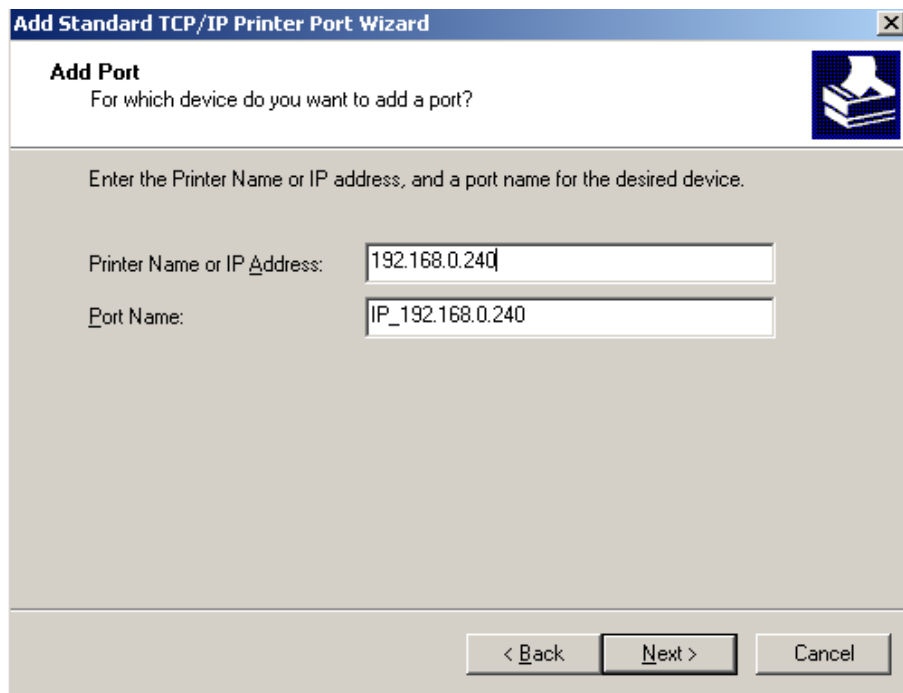 Add Standard TCP/IP Printer Port Wizard
Add Port
For which device do you want to add a port?
Enter the Printer Name or IP address, and a port name for the desired device.
Printer Name or IP Address: 192.168.0.240
Port Name: IP_192.168.0.240
< Back Next > Cancel